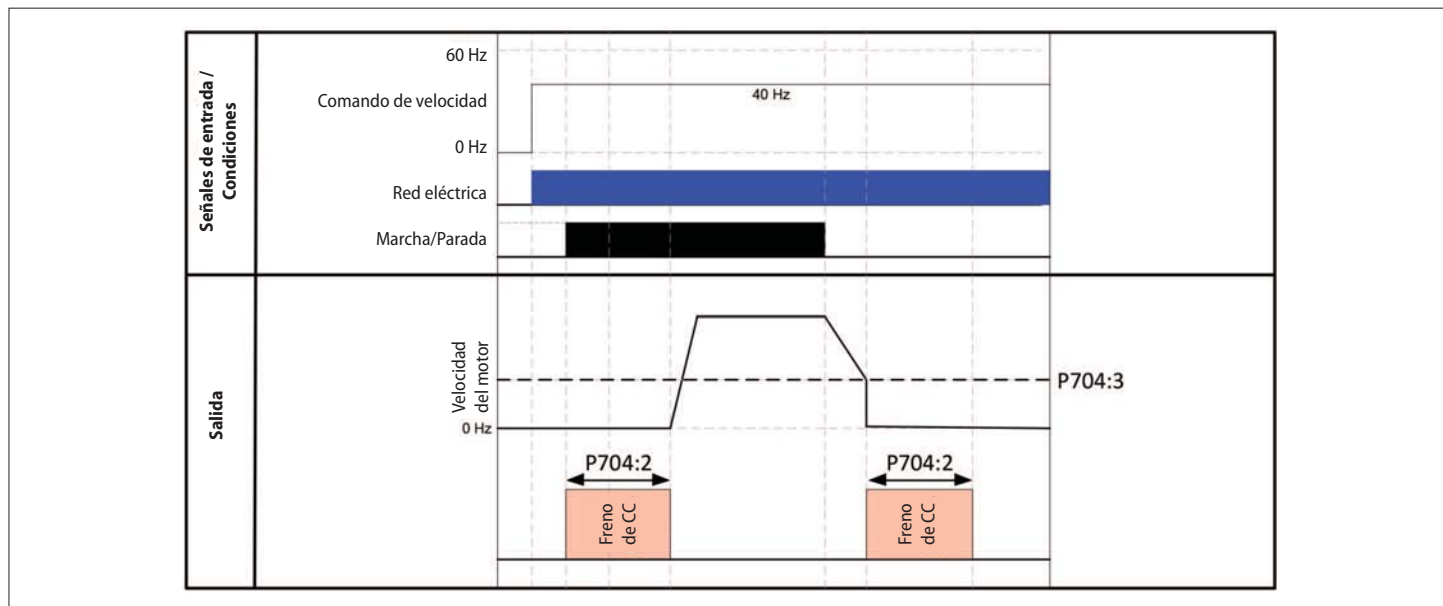 Señales de entrada /
Condiciones
60 Hz
Comando de velocidad
40 Hz
0 Hz
Red eléctrica
Marcha/Parada
Salida
Velocidad
del motor
P704:3
0 Hz
P704:2
P704:2
Freno
de CC
Freno
de CC